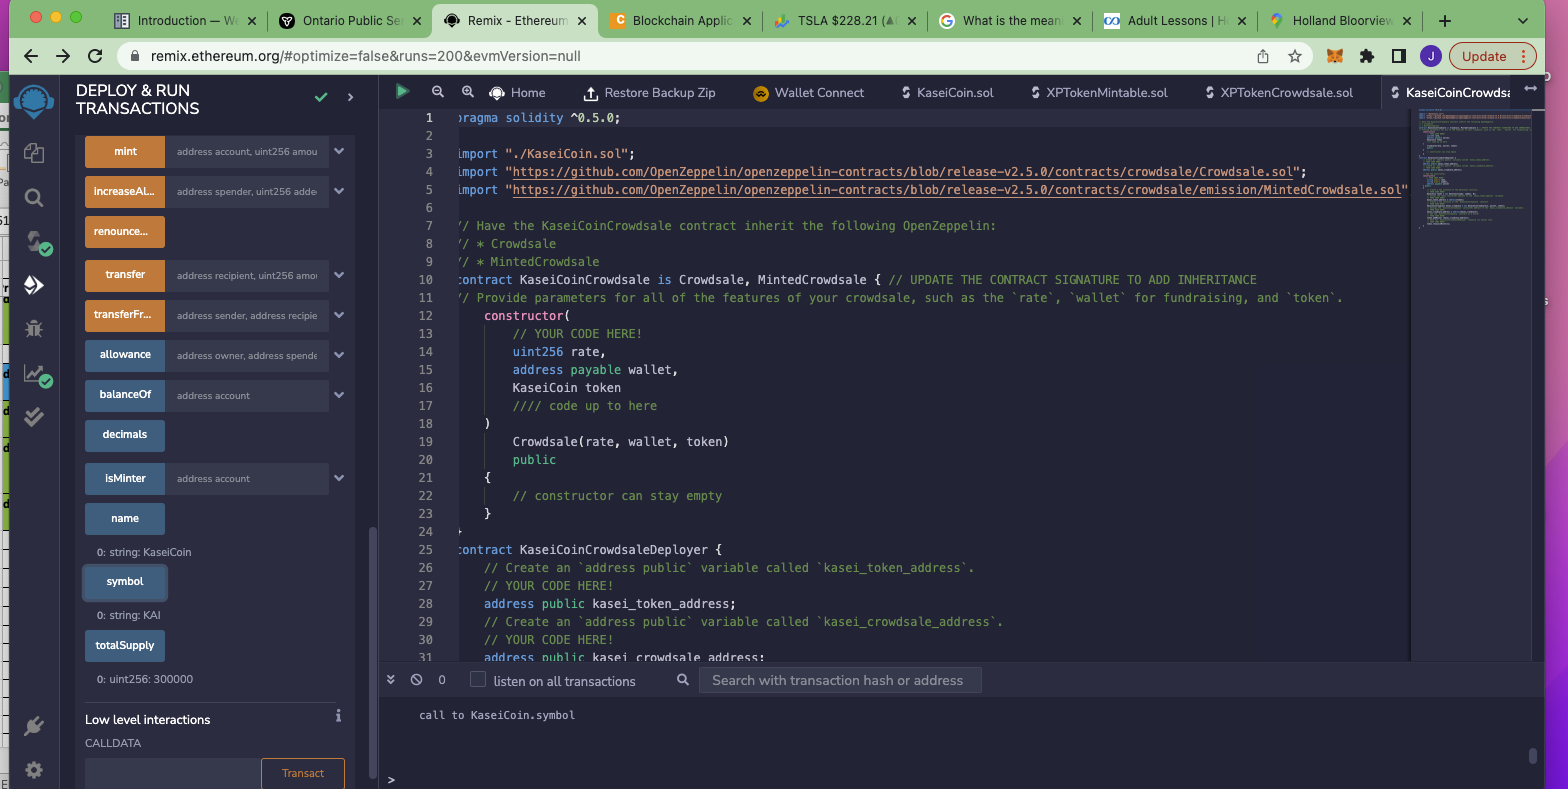 Introduction — We
Ontario Public Se
Remix - Ethereum
Blockchain Applic
TSLA $228.21 (▲
What is the mean
Adult Lessons | H
Holland Bloorview
remix.ethereum.org/#optimize=false&runs=200&evmVersion=null
J
Update
DEPLOY & RUN
TRANSACTIONS
Home
Restore Backup Zip
Wallet Connect
KaseiCoin.sol
XPTokenMintable.sol
XPTokenCrowdsale.sol
KaseiCoinCrowdsa
mint address account, uint256 amou
increaseAl... address spender, uint256 adde
renounce...
transfer address recipient, uint256 amou
transferFr... address sender, address recipie
allowance address owner, address spende
balanceOf address account
decimals
isMinter address account
name
0: string: KaseiCoin
symbol
0: string: KAI
totalSupply
0: uint256: 300000
Low level interactions
CALLDATA
Transact
1 pragma solidity ^0.5.0;
2
3 import "./KaseiCoin.sol";
4 import "https://github.com/OpenZeppelin/openzeppelin-contracts/blob/release-v2.5.0/contracts/crowdsale/Crowdsale.sol";
5 import "https://github.com/OpenZeppelin/openzeppelin-contracts/blob/release-v2.5.0/contracts/crowdsale/emission/MintedCrowdsale.sol"
6
7 // Have the KaseiCoinCrowdsale contract inherit the following OpenZeppelin:
8 // * Crowdsale
9 // * MintedCrowdsale
10 contract KaseiCoinCrowdsale is Crowdsale, MintedCrowdsale { // UPDATE THE CONTRACT SIGNATURE TO ADD INHERITANCE
11 // Provide parameters for all of the features of your crowdsale, such as the `rate`, `wallet` for fundraising, and `token`.
12 constructor(
13 // YOUR CODE HERE!
14 uint256 rate,
15 address payable wallet,
16 KaseiCoin token
17 //// code up to here
18 )
19 Crowdsale(rate, wallet, token)
20 public
21 {
22 // constructor can stay empty
23 }
24 }
25 contract KaseiCoinCrowdsaleDeployer {
26 // Create an `address public` variable called `kasei_token_address`.
27 // YOUR CODE HERE!
28 address public kasei_token_address;
29 // Create an `address public` variable called `kasei_crowdsale_address`.
30 // YOUR CODE HERE!
31 address public kasei_crowdsale_address;
0
listen on all transactions
Search with transaction hash or address
call to KaseiCoin.symbol
>